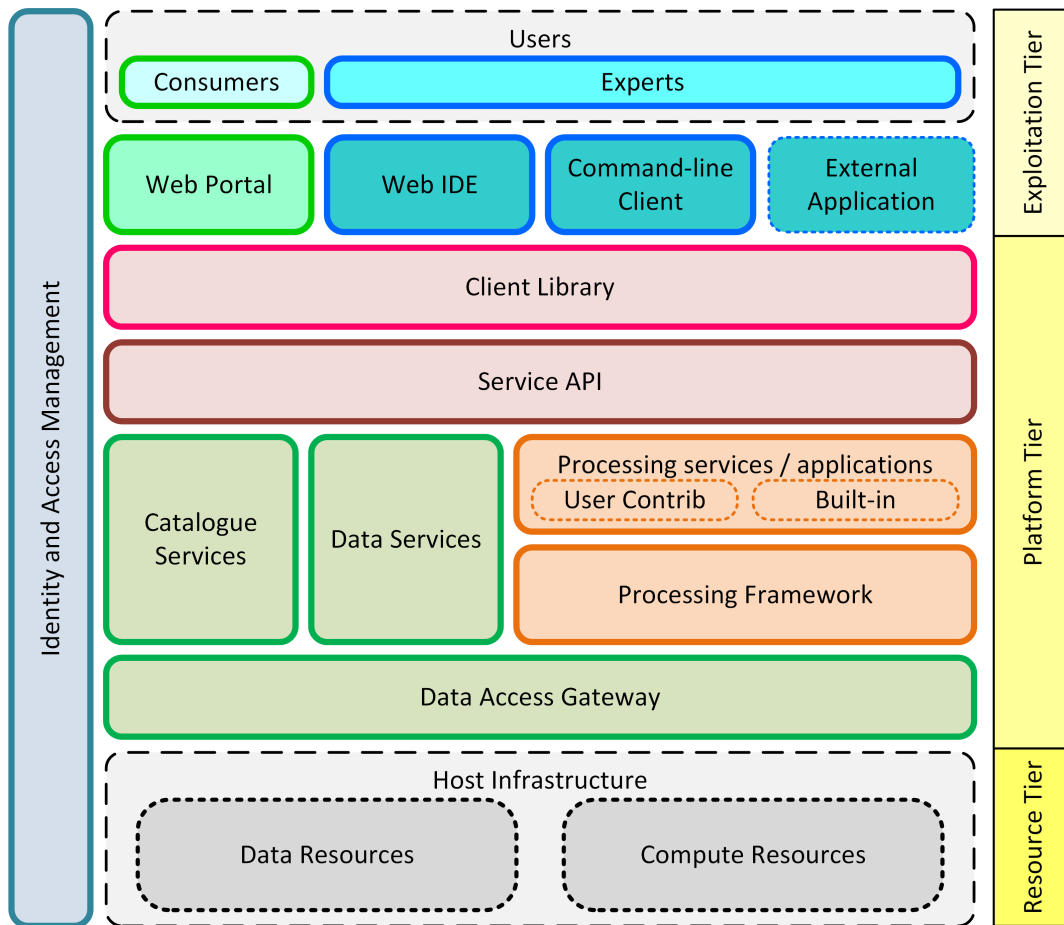 Users
Consumers
Experts
Web Portal
Web IDE
Command-line
Client
External
Application
Client Library
Service API
Catalogue
Services
Data Services
Processing services / applications
User Contrib
Built-in
Processing Framework
Data Access Gateway
Host Infrastructure
Data Resources
Compute Resources
Identity and Access Management
Exploitation Tier
Platform Tier
Resource Tier